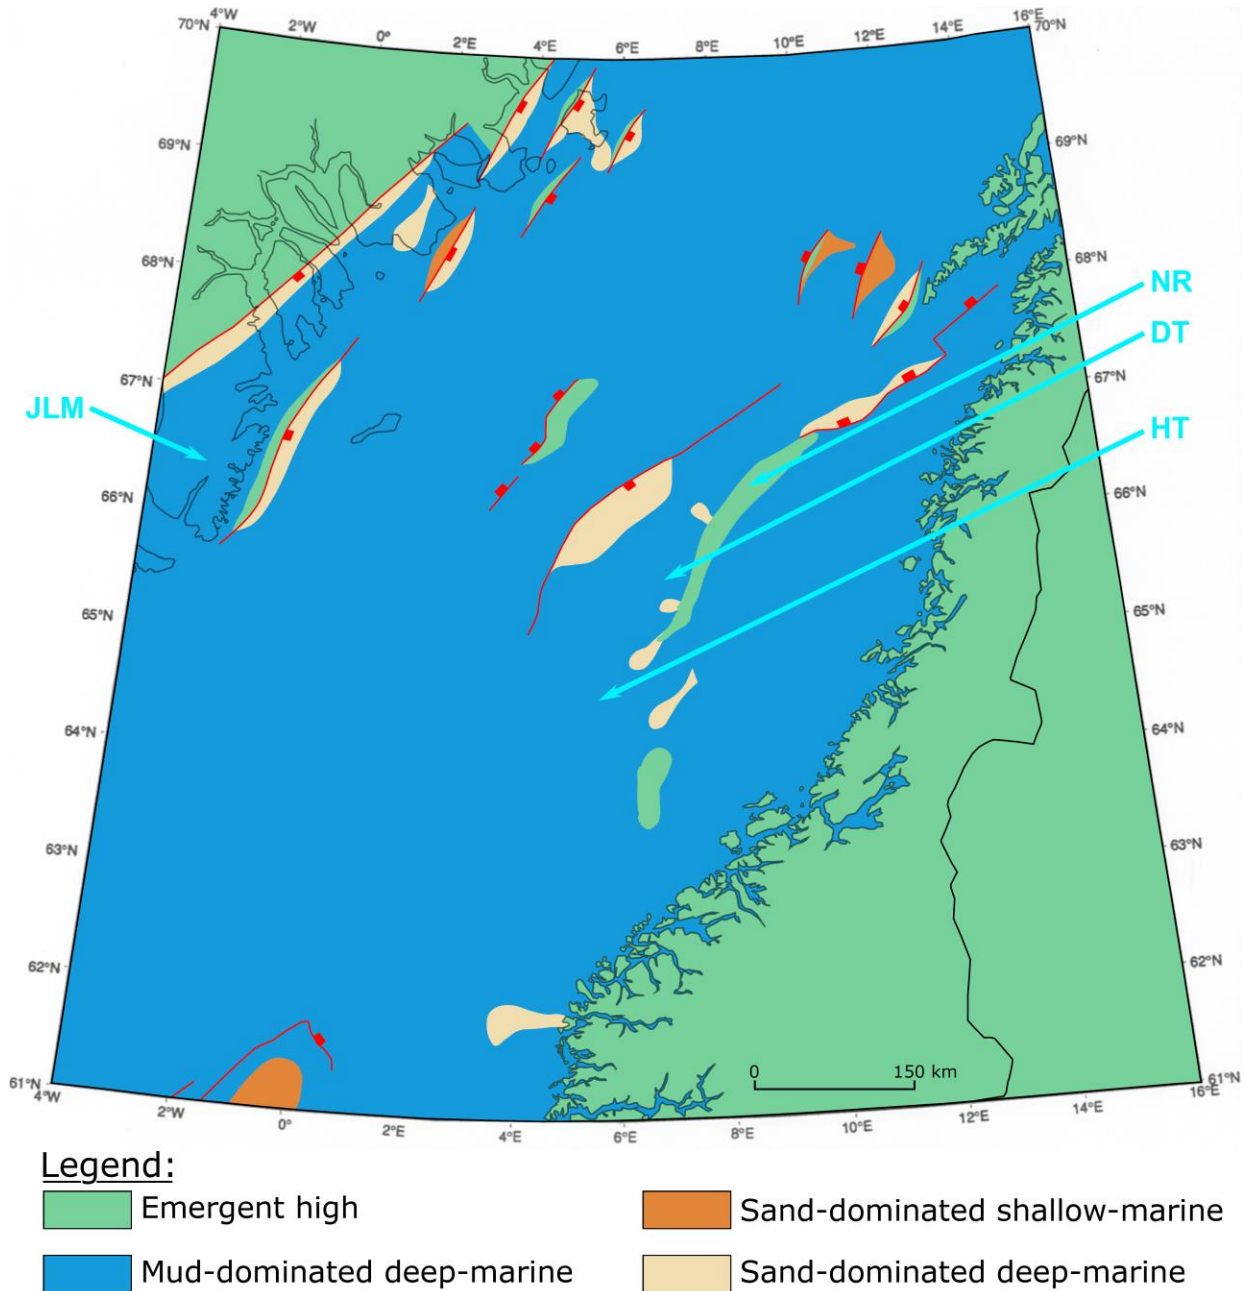 4°W
2°W
0°
2°E
4°E
6°E
8°E
10°E
12°E
14°E
16°E
70°N
70°N
69°N
69°N
68°N
68°N
NR
DT
67°N
67°N
JLM
HT
66°N
66°N
65°N
65°N
64°N
64°N
63°N
63°N
62°N
62°N
0 150 km
61°N
61°N
4°W
2°W
0°
2°E
4°E
6°E
8°E
10°E
12°E
14°E
16°E
Legend:
Emergent high
Sand-dominated shallow-marine
Mud-dominated deep-marine
Sand-dominated deep-marine